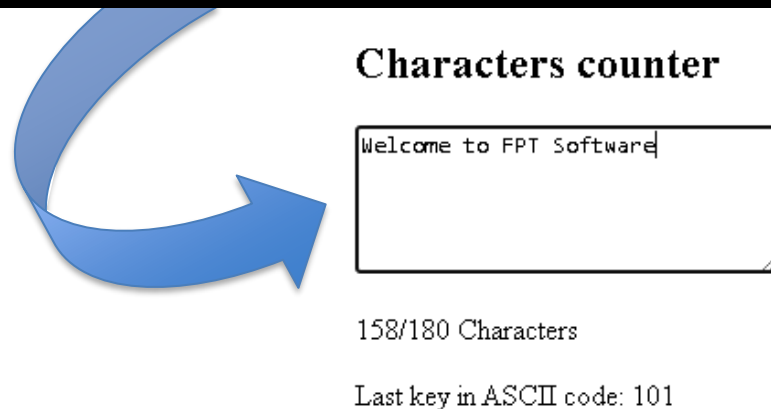 Characters counter
Welcome to FPT Software
158/180 Characters
Last key in ASCII code: 101